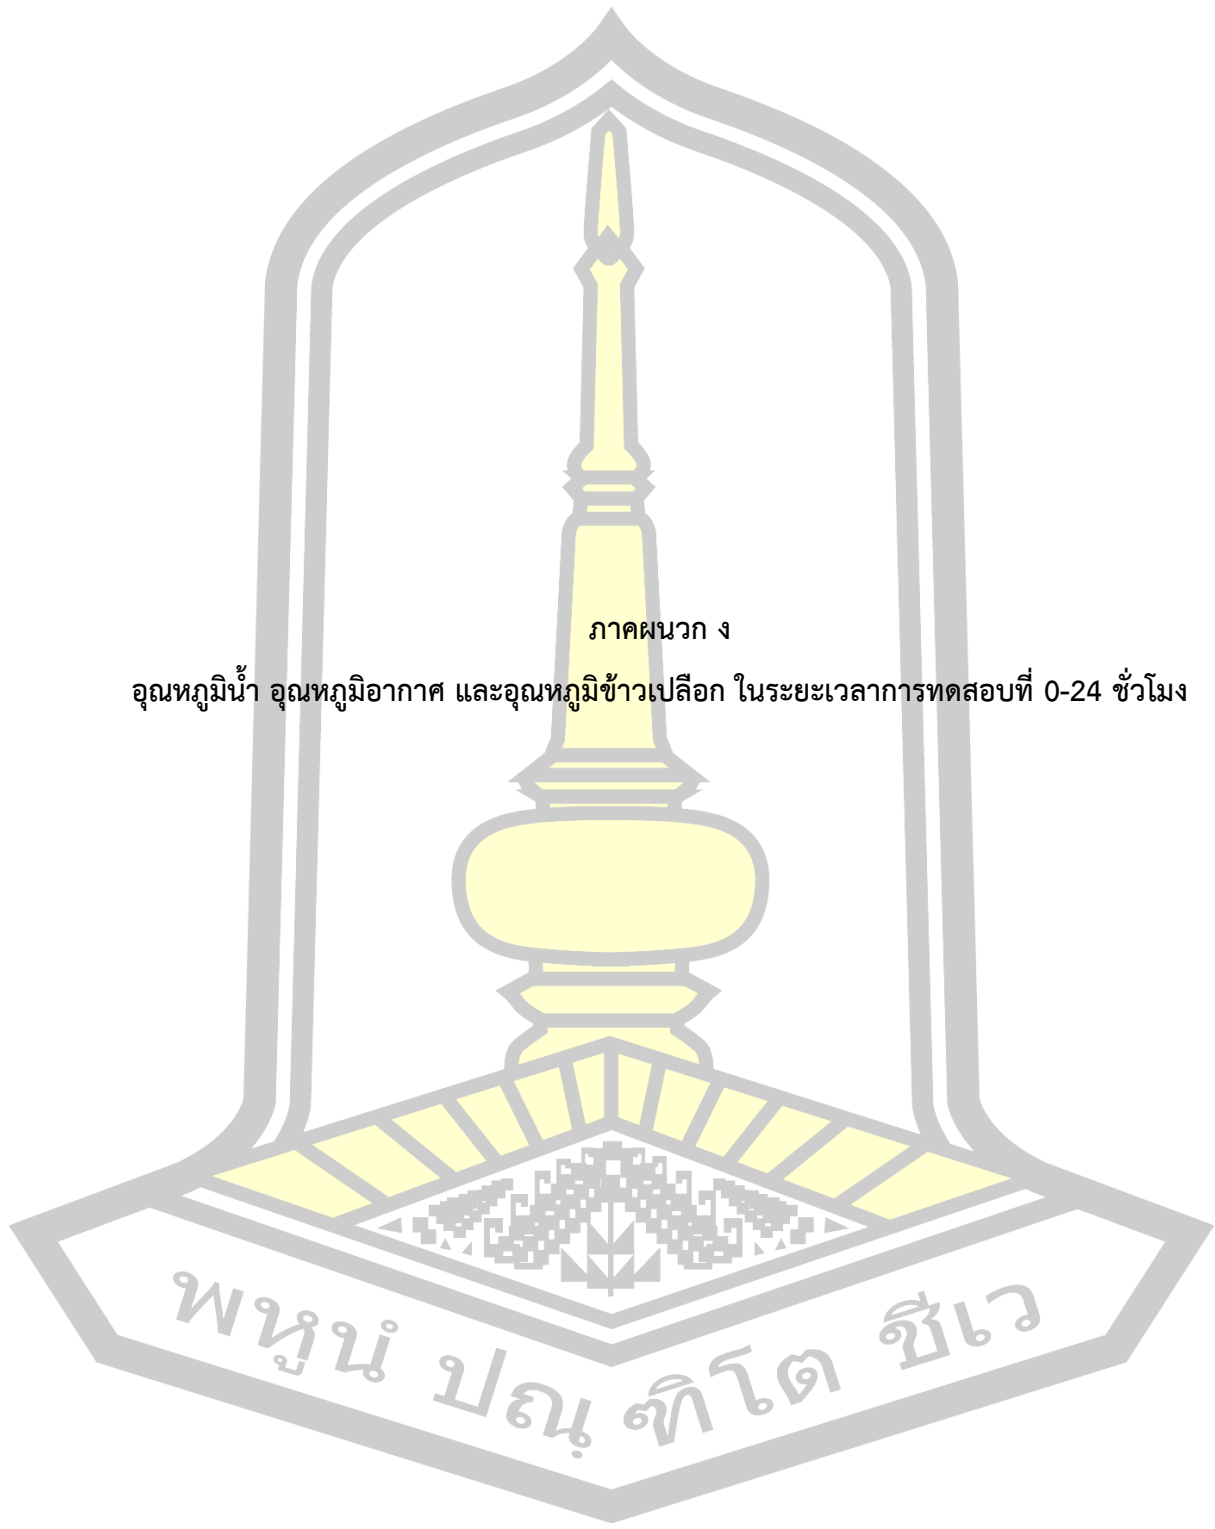 ภาคผนวก ง
อุณหภูมิน้ำ อุณหภูมิอากาศ และอุณหภูมิข้าวเปลือก ในระยะเวลาการทดสอบที่ 0-24 ชั่วโมง
พหูนํ ปณฺ ฑิโต ชีเว